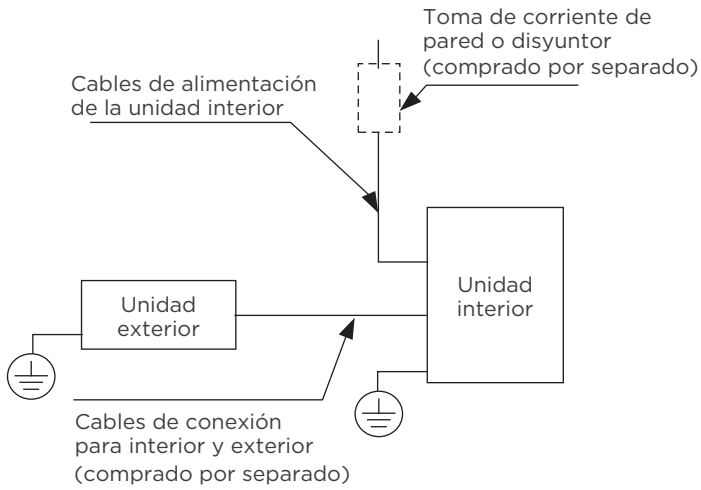 Toma de corriente de
pared o disyuntor
(comprado por separado)
Cables de alimentación
de la unidad interior
Unidad
interior
Unidad
exterior
Cables de conexión
para interior y exterior
(comprado por separado)